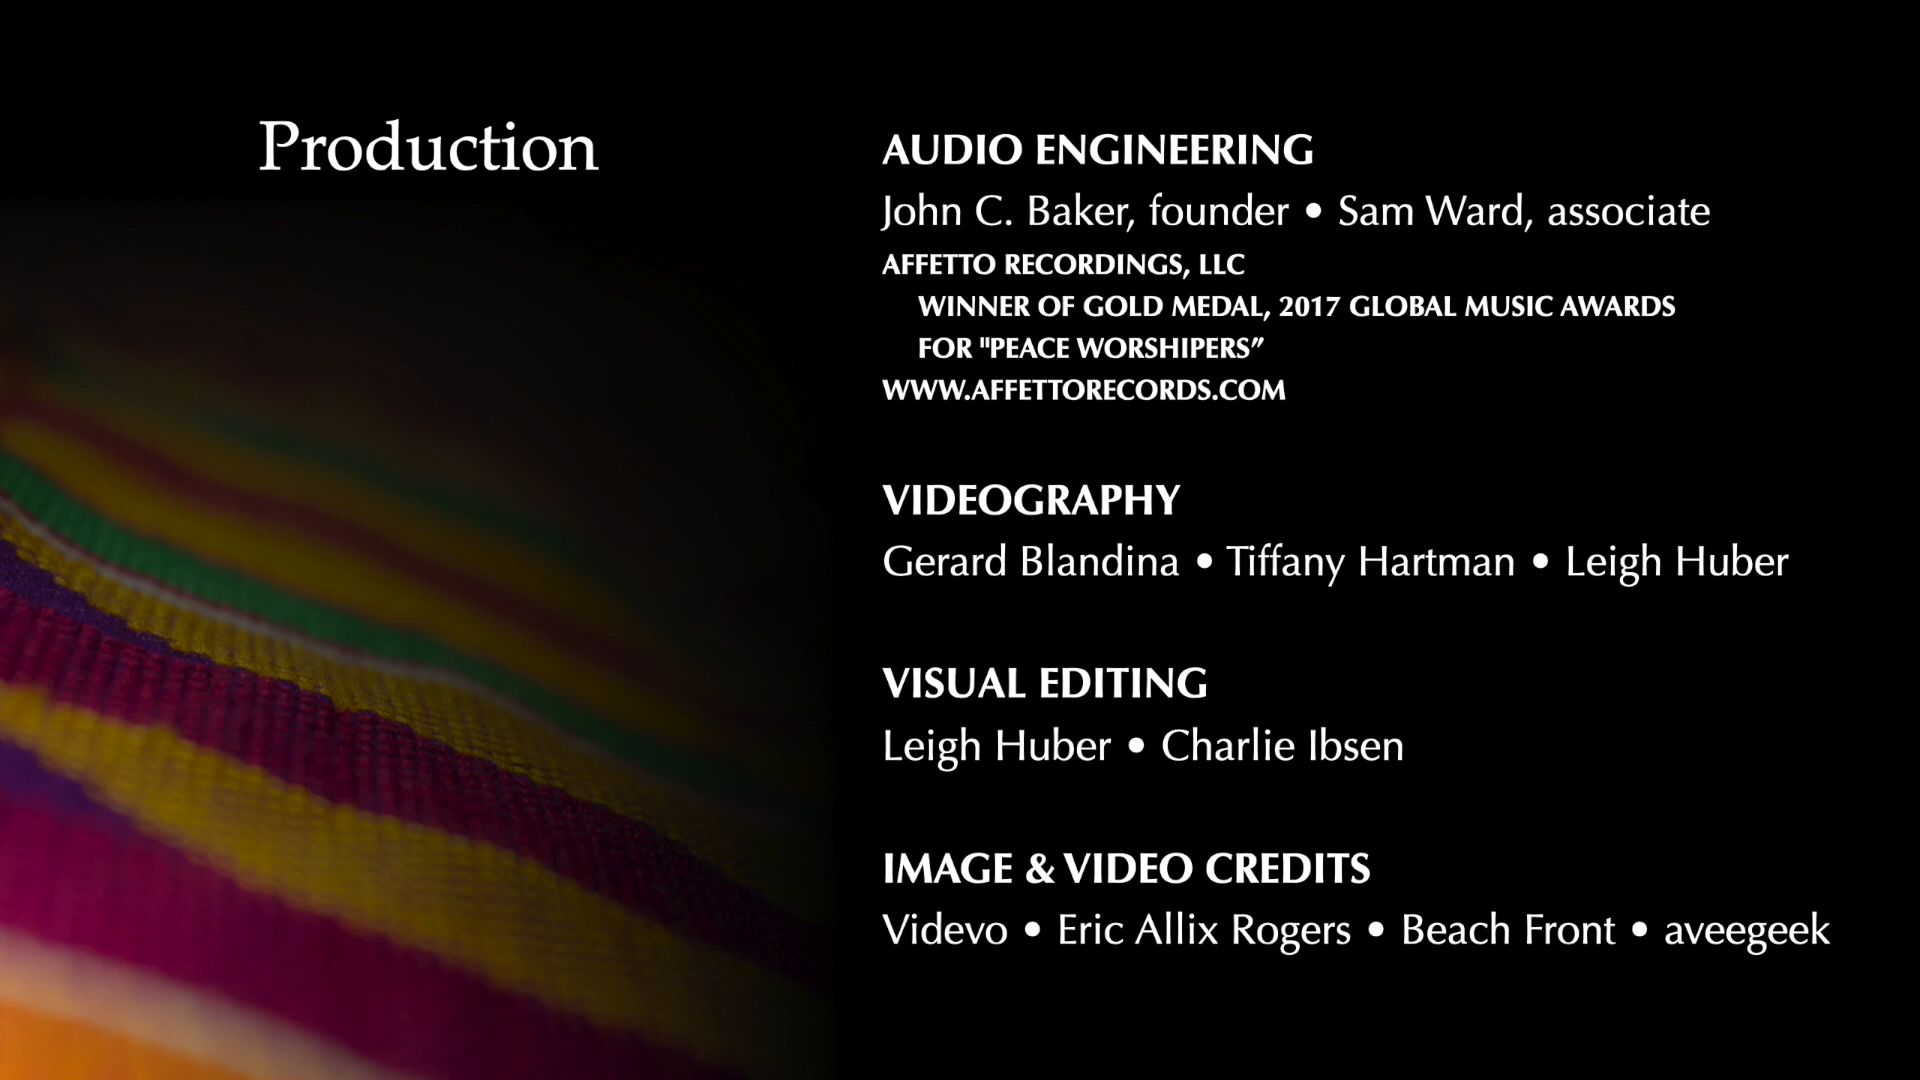 Production
AUDIO ENGINEERING
John C. Baker, founder • Sam Ward, associate
AFFETTO RECORDINGS, LLC
WINNER OF GOLD MEDAL, 2017 GLOBAL MUSIC AWARDS
FOR "PEACE WORSHIPERS”
WWW.AFFETTORECORDS.COM
VIDEOGRAPHY
Gerard Blandina • Tiffany Hartman • Leigh Huber
VISUAL EDITING
Leigh Huber • Charlie Ibsen
IMAGE & VIDEO CREDITS
Videvo • Eric Allix Rogers • Beach Front • aveegeek